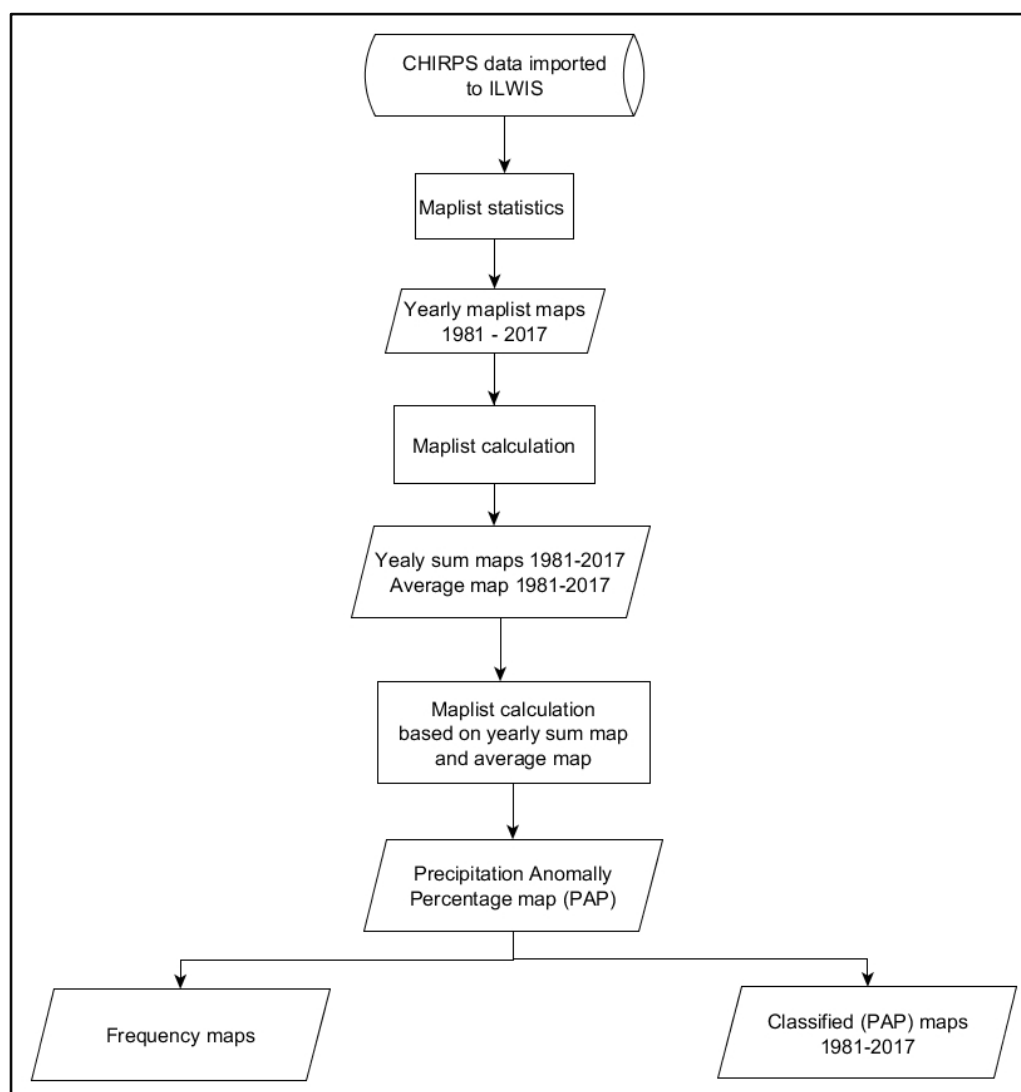 CHIRPS data imported
to ILWIS
Maplist statistics
Yearly maplist maps
1981 - 2017
Maplist calculation
Yealy sum maps 1981-2017
Average map 1981-2017
Maplist calculation
based on yearly sum map
and average map
Precipitation Anomally
Percentage map (PAP)
Frequency maps
Classified (PAP) maps
1981-2017